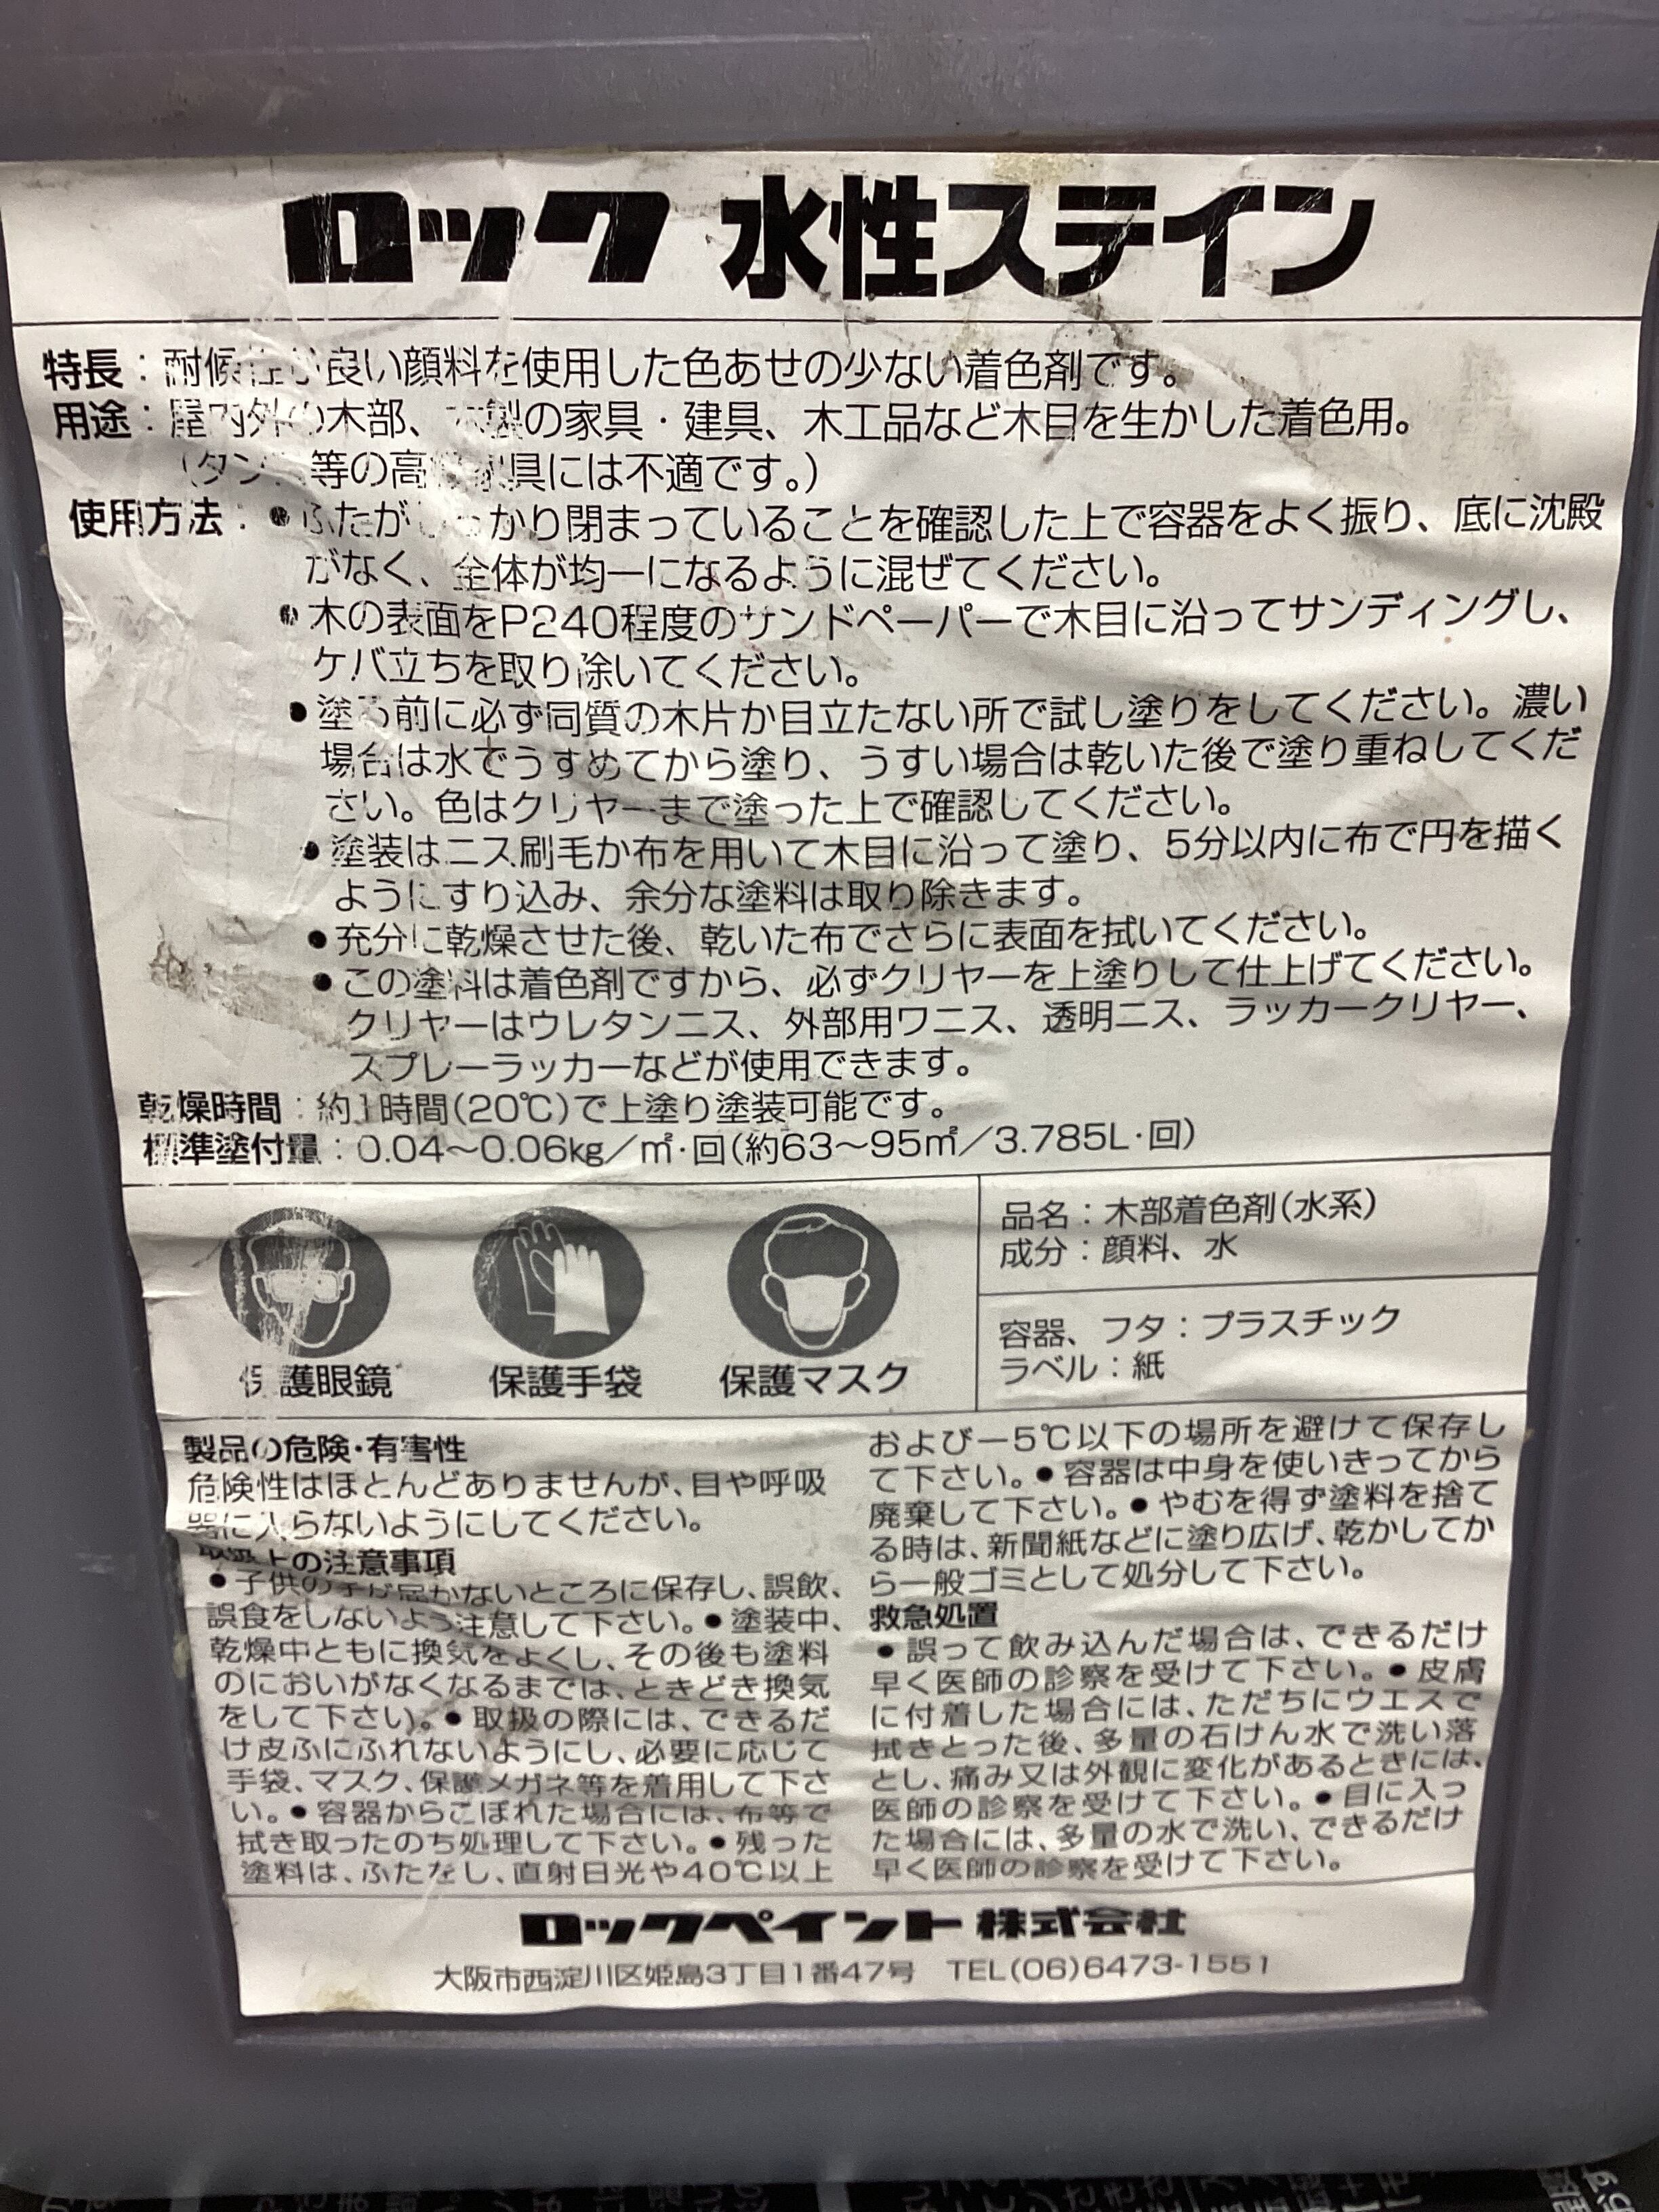 ロック 水性ステイン
特長：耐候性が良い顔料を使用した色あせの少ない着色剤です。
用途：屋内外の木部、木製の家具・建具、木工品など木目を生かした着色用。
（タンス等の高級家具には不適です。）
使用方法：●ふたがしっかり閉まっていることを確認した上で容器をよく振り、底に沈殿
がなく、全体が均一になるように混ぜてください。
●木の表面をP240程度のサンドペーパーで木目に沿ってサンディングし、
ケバ立ちを取り除いてください。
●塗る前に必ず同質の木片か目立たない所で試し塗りをしてください。濃い
場合は水でうすめてから塗り、うすい場合は乾いた後で塗り重ねしてくだ
さい。色はクリヤーまで塗った上で確認してください。
●塗装はニス刷毛か布を用いて木目に沿って塗り、5分以内に布で円を描く
ようにすり込み、余分な塗料は取り除きます。
●充分に乾燥させた後、乾いた布でさらに表面を拭いてください。
●この塗料は着色剤ですから、必ずクリヤーを上塗りして仕上げてください。
クリヤーはウレタンニス、外部用ワニス、透明ニス、ラッカークリヤー、
スプレーラッカーなどが使用できます。
乾燥時間：約1時間(20℃)で上塗り塗装可能です。
標準塗付量：0.04〜0.06kg／㎡・回(約63〜95㎡／3.785L・回)
保護眼鏡 保護手袋 保護マスク
品名：木部着色剤(水系)
成分：顔料、水
容器、フタ：プラスチック
ラベル：紙
製品の危険・有害性
危険性はほとんどありませんが、目や呼吸
器に入らないようにしてください。
取扱上の注意事項
●子供の手が届かないところに保存し、誤飲、
誤食をしないよう注意して下さい。●塗装中、
乾燥中ともに換気をよくし、その後も塗料
のにおいがなくなるまでは、ときどき換気
をして下さい。●取扱の際には、できるだ
け皮ふにふれないようにし、必要に応じて
手袋、マスク、保護メガネ等を着用して下さ
い。●容器からこぼれた場合には、布等で
拭き取ったのち処理して下さい。●残った
塗料は、ふたをし、直射日光や40℃以上
および−5℃以下の場所を避けて保存し
て下さい。●容器は中身を使いきってから
廃棄して下さい。●やむを得ず塗料を捨て
る時は、新聞紙などに塗り広げ、乾かしてか
ら一般ゴミとして処分して下さい。
救急処置
●誤って飲み込んだ場合は、できるだけ
早く医師の診察を受けて下さい。●皮膚
に付着した場合には、ただちにウエスで
拭きとった後、多量の石けん水で洗い落
とし、痛み又は外観に変化があるときには、
医師の診察を受けて下さい。●目に入っ
た場合には、多量の水で洗い、できるだけ
早く医師の診察を受けて下さい。
ロックペイント株式会社
大阪市西淀川区姫島3丁目1番47号 TEL(06)6473-1551